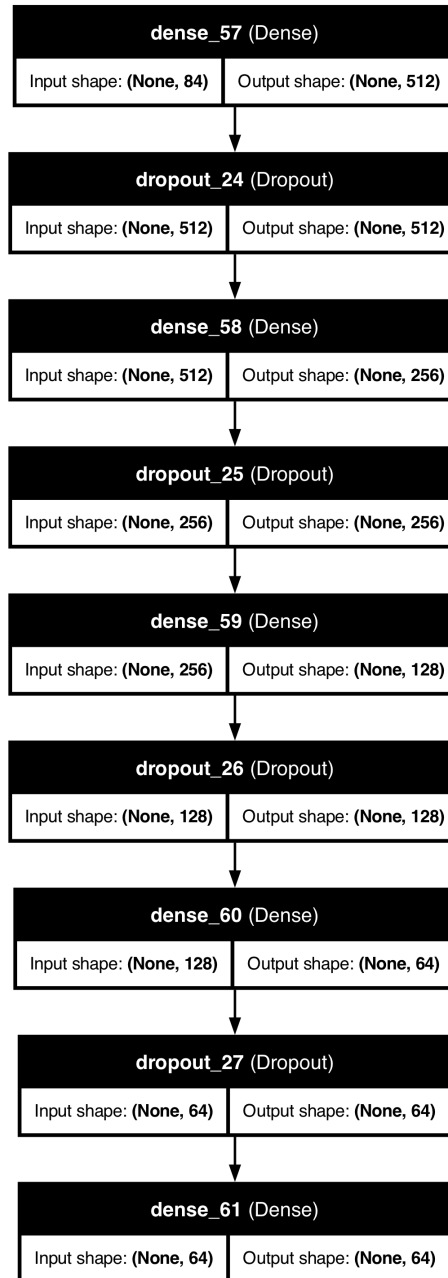 dense_57 (Dense)
Input shape: (None, 84) Output shape: (None, 512)
dropout_24 (Dropout)
Input shape: (None, 512) Output shape: (None, 512)
dense_58 (Dense)
Input shape: (None, 512) Output shape: (None, 256)
dropout_25 (Dropout)
Input shape: (None, 256) Output shape: (None, 256)
dense_59 (Dense)
Input shape: (None, 256) Output shape: (None, 128)
dropout_26 (Dropout)
Input shape: (None, 128) Output shape: (None, 128)
dense_60 (Dense)
Input shape: (None, 128) Output shape: (None, 64)
dropout_27 (Dropout)
Input shape: (None, 64) Output shape: (None, 64)
dense_61 (Dense)
Input shape: (None, 64) Output shape: (None, 64)